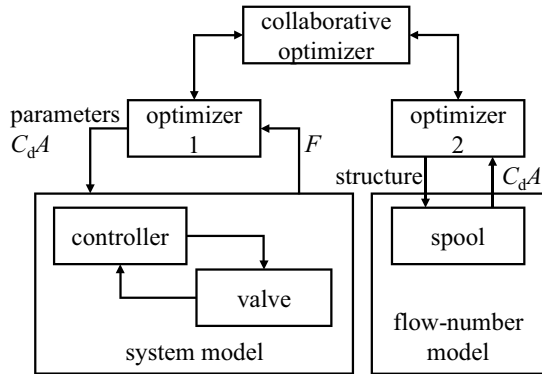 collaborative
optimizer
parameters
C_dA
optimizer
1
F
optimizer
2
structure
C_dA
controller
valve
system model
spool
flow-number
model